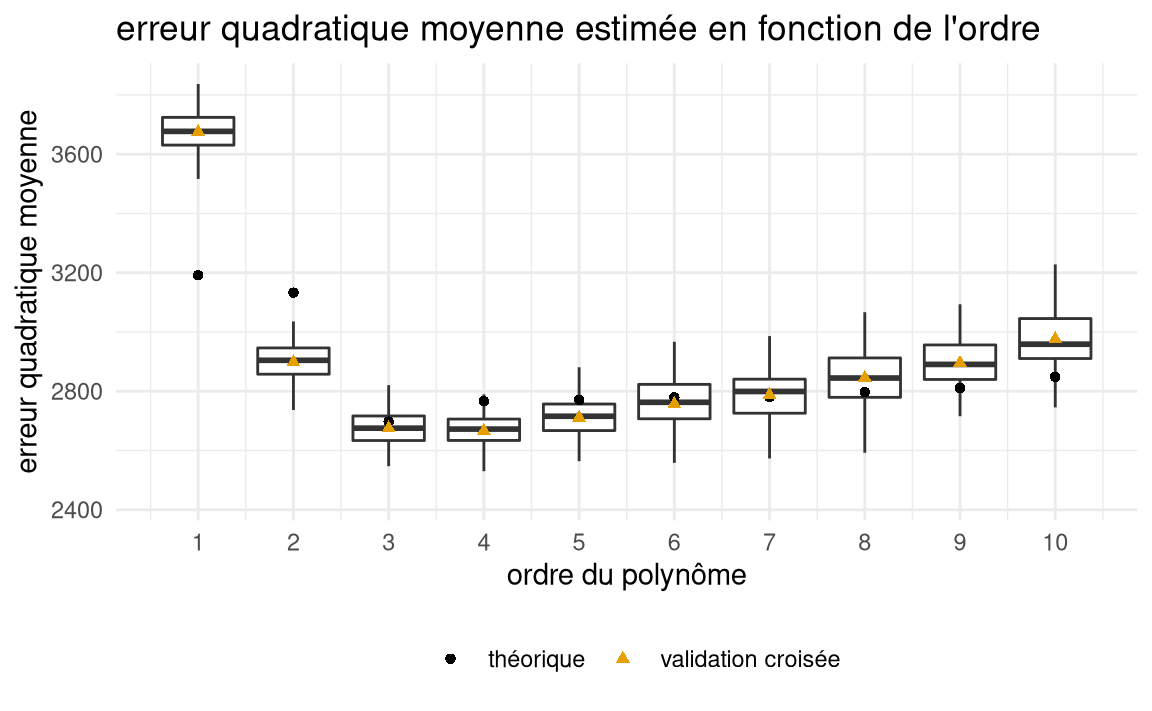 erreur quadratique moyenne estimée en fonction de l'ordre
erreur quadratique moyenne
3600
3200
2800
2400
1 2 3 4 5 6 7 8 9 10
ordre du polynôme
théorique validation croisée